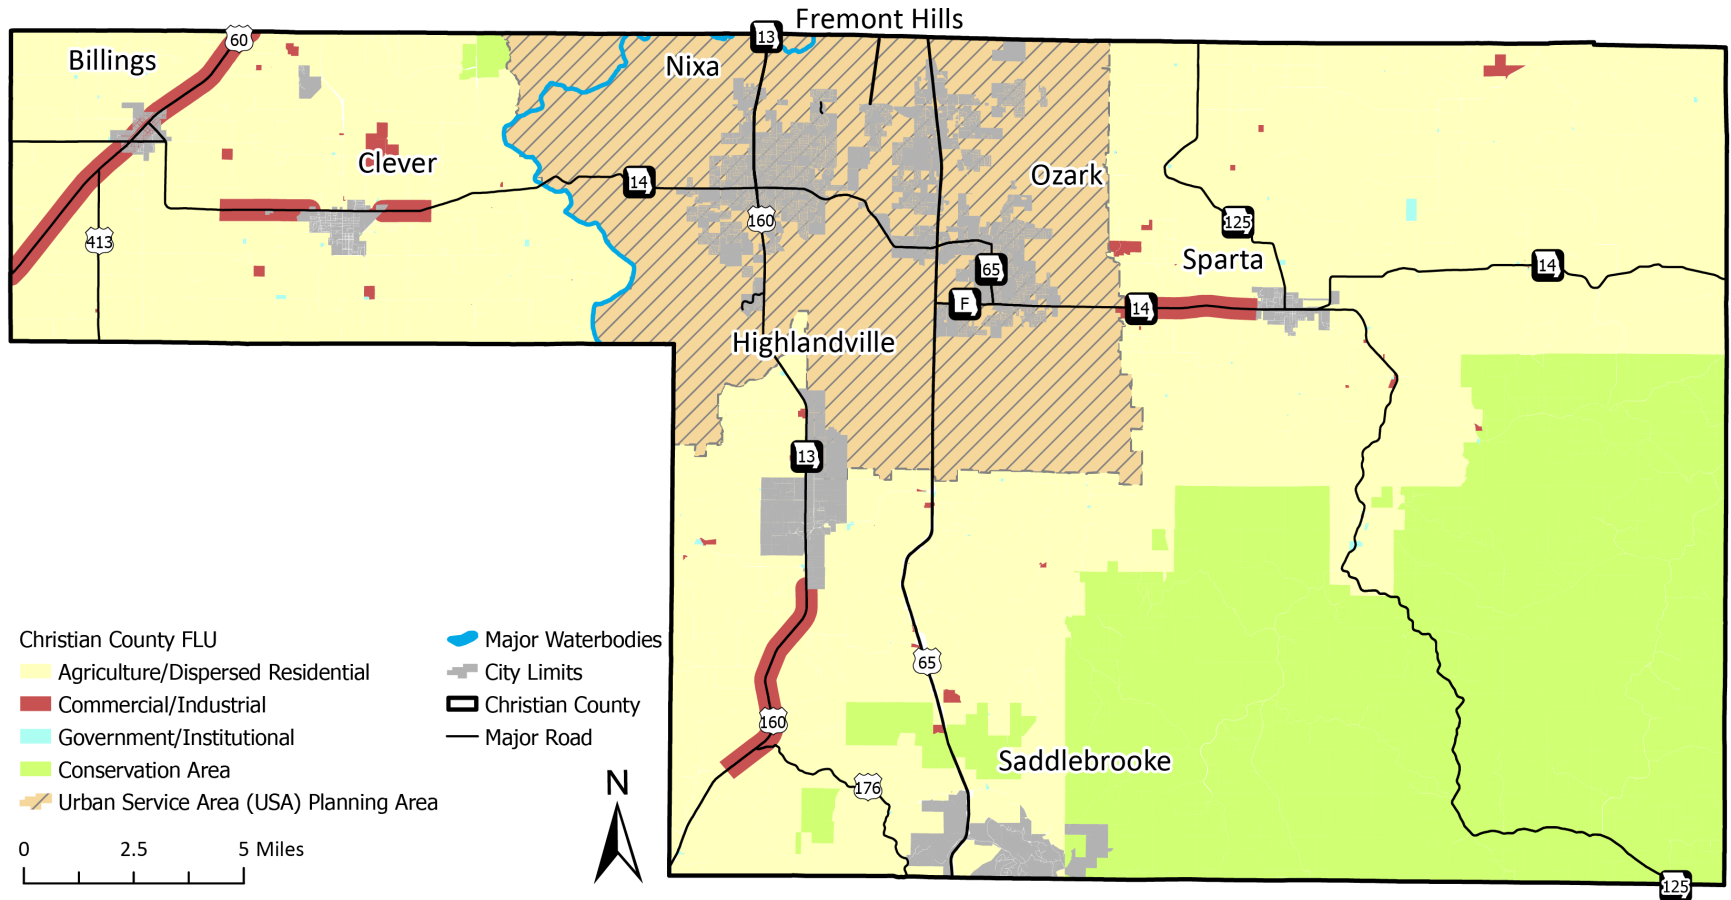 Fremont Hills
60
13
Billings
Nixa
Clever
Ozark
14
125
160
413
Sparta
65
14
F
14
Highlandville
13
Christian County FLU
Agriculture/Dispersed Residential
Commercial/Industrial
Government/Institutional
Conservation Area
Urban Service Area (USA) Planning Area
Major Waterbodies
City Limits
Christian County
Major Road
65
160
Saddlebrooke
176
N
0 2.5 5 Miles
125